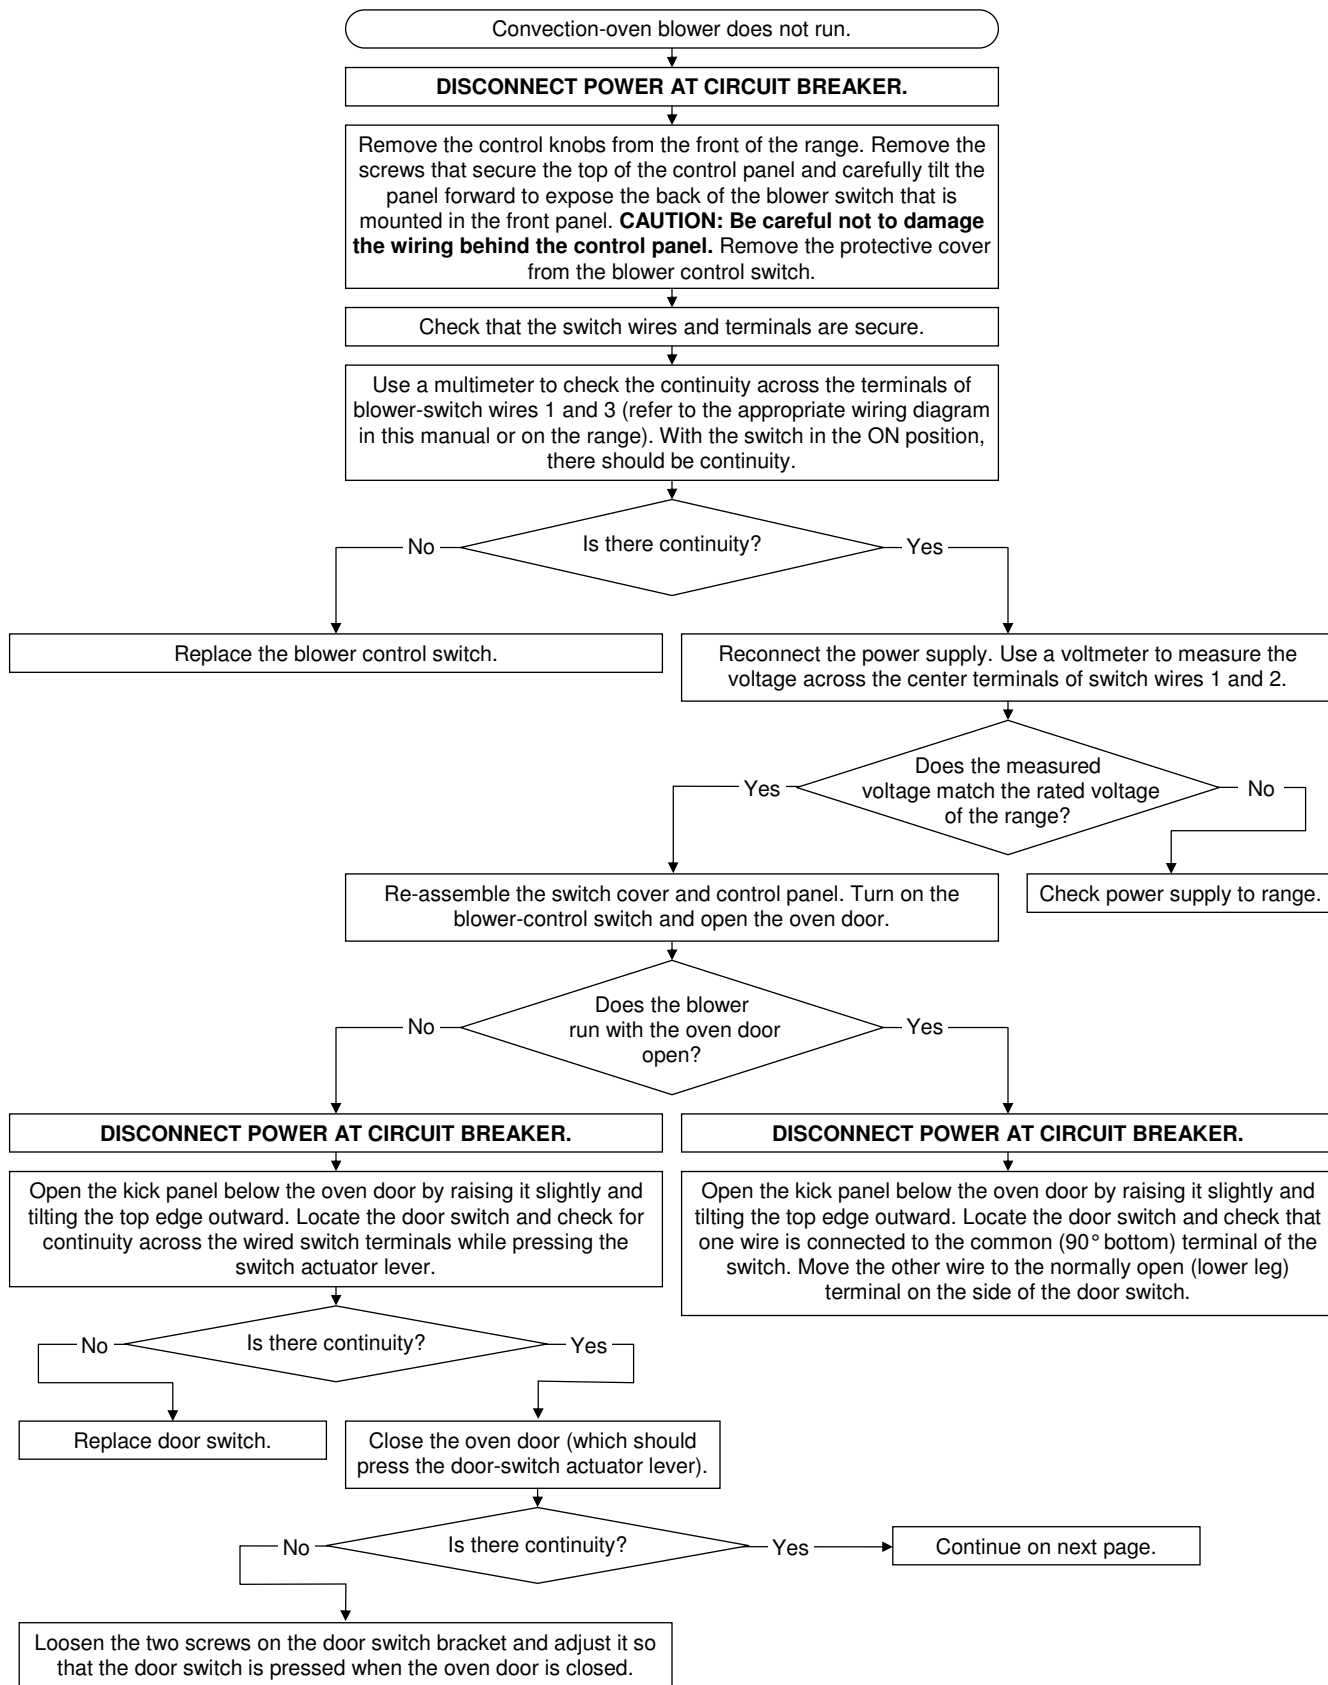 Convection-oven blower does not run.
DISCONNECT POWER AT CIRCUIT BREAKER.
Remove the control knobs from the front of the range. Remove the
screws that secure the top of the control panel and carefully tilt the
panel forward to expose the back of the blower switch that is
mounted in the front panel. CAUTION: Be careful not to damage
the wiring behind the control panel. Remove the protective cover
from the blower control switch.
Check that the switch wires and terminals are secure.
Use a multimeter to check the continuity across the terminals of
blower-switch wires 1 and 3 (refer to the appropriate wiring diagram
in this manual or on the range). With the switch in the ON position,
there should be continuity.
No
Is there continuity?
Yes
Replace the blower control switch.
Reconnect the power supply. Use a voltmeter to measure the
voltage across the center terminals of switch wires 1 and 2.
Yes
Does the measured
voltage match the rated voltage
of the range?
No
Re-assemble the switch cover and control panel. Turn on the
blower-control switch and open the oven door.
Check power supply to range.
No
Does the blower
run with the oven door
open?
Yes
DISCONNECT POWER AT CIRCUIT BREAKER.
DISCONNECT POWER AT CIRCUIT BREAKER.
Open the kick panel below the oven door by raising it slightly and
tilting the top edge outward. Locate the door switch and check for
continuity across the wired switch terminals while pressing the
switch actuator lever.
Open the kick panel below the oven door by raising it slightly and
tilting the top edge outward. Locate the door switch and check that
one wire is connected to the common (90° bottom) terminal of the
switch. Move the other wire to the normally open (lower leg)
terminal on the side of the door switch.
No
Is there continuity?
Yes
Replace door switch.
Close the oven door (which should
press the door-switch actuator lever).
No
Is there continuity?
Yes
Continue on next page.
Loosen the two screws on the door switch bracket and adjust it so
that the door switch is pressed when the oven door is closed.